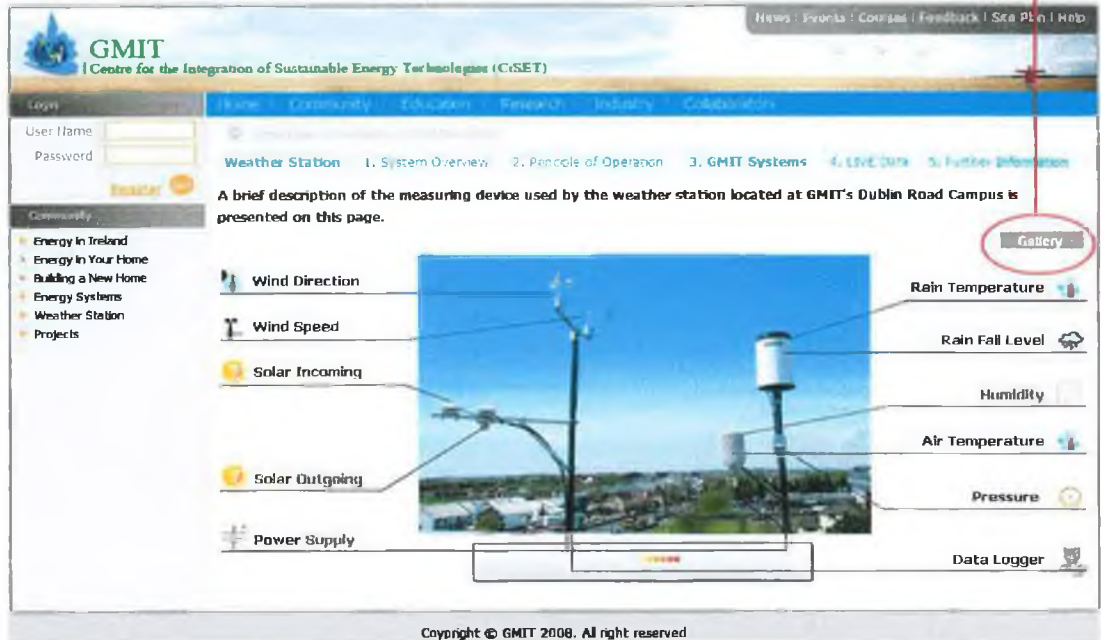 News | Events | Courses | Feedback | Site Plan | Help
GMIT
Centre for the Integration of Sustainable Energy Technologies (CiSET)
Login
Home Community Education Research Industry Collaborators
User Name
Password
Register
Weather Station 1. System Overview 2. Principle of Operation 3. GMIT Systems 4. LIVE Data 5. Further Information
A brief description of the measuring device used by the weather station located at GMIT's Dublin Road Campus is
presented on this page.
Community
Energy in Ireland
Energy in Your Home
Building a New Home
Energy Systems
Weather Station
Projects
Gallery
Wind Direction
Wind Speed
Solar Incoming
Solar Outgoing
Power Supply
Rain Temperature
Rain Fall Level
Humidity
Air Temperature
Pressure
Data Logger
Coypright © GMIT 2008. All right reserved